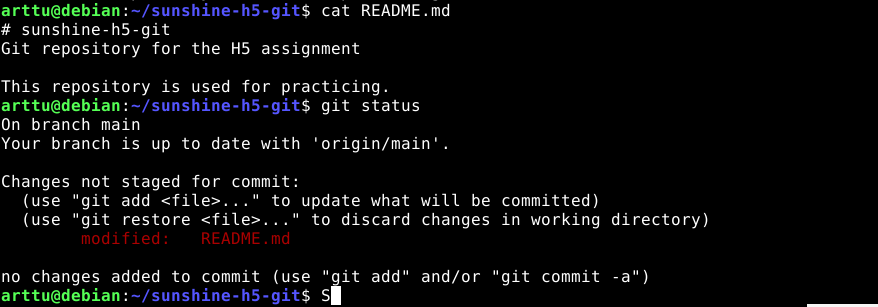 arttu@debian:~/sunshine-h5-git$ cat README.md
# sunshine-h5-git
Git repository for the H5 assignment

This repository is used for practicing.
arttu@debian:~/sunshine-h5-git$ git status
On branch main
Your branch is up to date with 'origin/main'.

Changes not staged for commit:
  (use "git add <file>..." to update what will be committed)
  (use "git restore <file>..." to discard changes in working directory)
        modified:   README.md

no changes added to commit (use "git add" and/or "git commit -a")
arttu@debian:~/sunshine-h5-git$ S